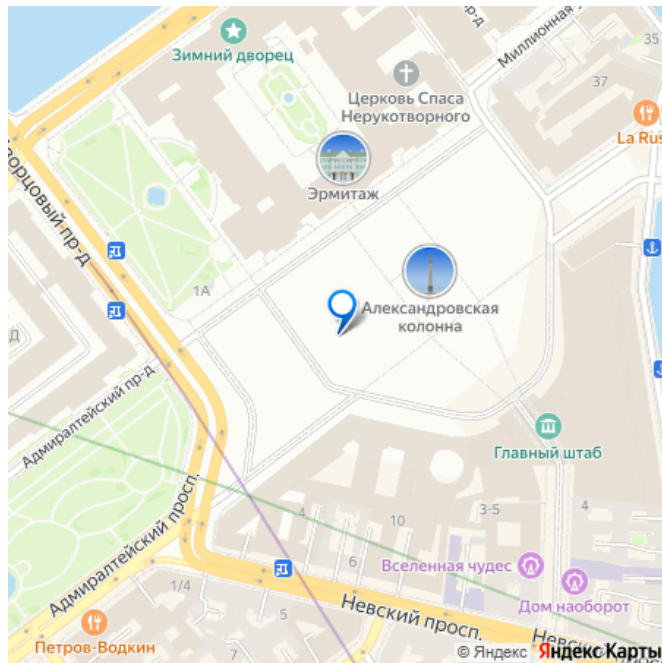 Зимний дворец
Миллионная
35
37
Церковь Спаса
Нерукотворного
La Rus
Эрмитаж
орцовый пр-д
1А
Александровская
колонна
Д
Адмиралтейский пр-д
Главный штаб
Адмиралтейский просп.
4
10
3-5
4
6
Вселенная чудес
1/4
5
Дом наоборот
Невский просп.
Петров-Водкин
© Яндекс
Яндекс Карты